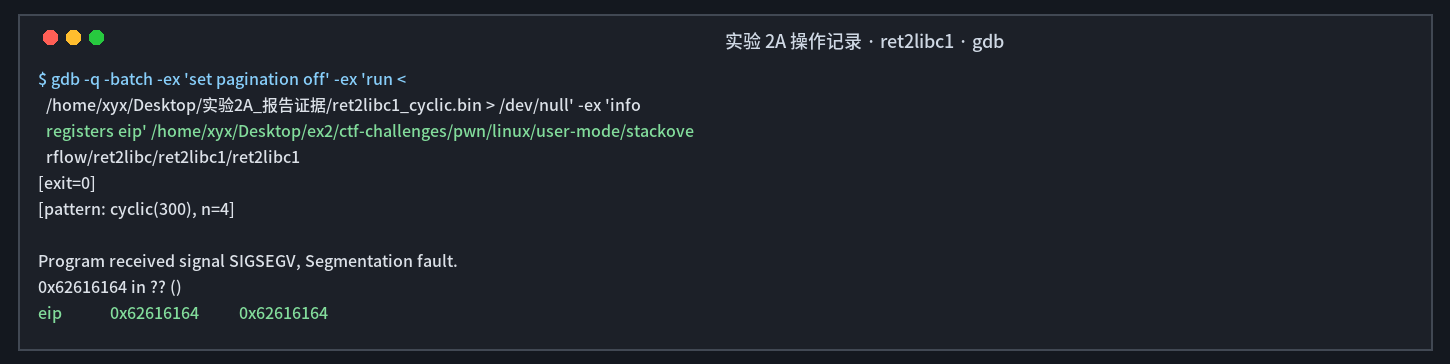 实验 2A 操作记录 · ret2libc1 · gdb
$ gdb -q -batch -ex 'set pagination off' -ex 'run <
/home/xyx/Desktop/实验2A_报告证据/ret2libc1_cyclic.bin > /dev/null' -ex 'info
registers eip' /home/xyx/Desktop/ex2/ctf-challenges/pwn/linux/user-mode/stackove
rflow/ret2libc/ret2libc1/ret2libc1
[exit=0]
[pattern: cyclic(300), n=4]
Program received signal SIGSEGV, Segmentation fault.
0x62616164 in ?? ()
eip 0x62616164 0x62616164